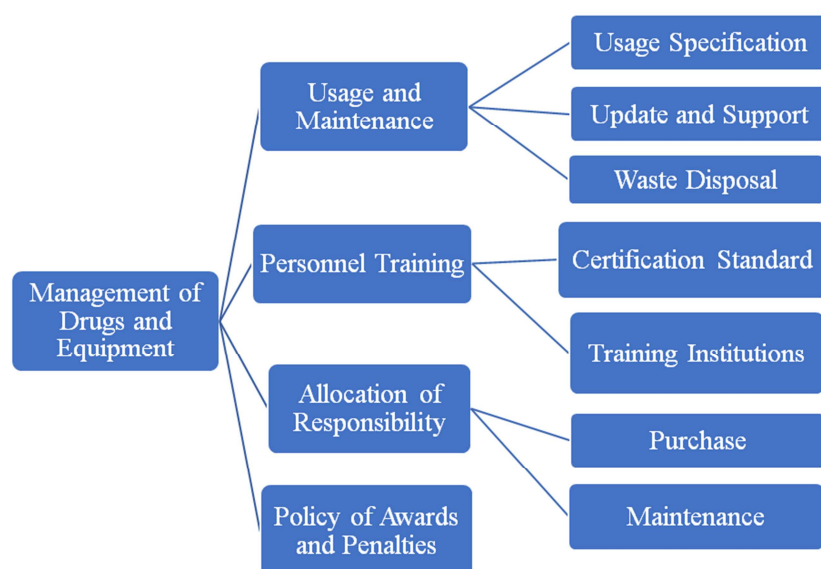 Management of
Drugs and
Equipment
Usage and
Maintenance
Usage Specification
Update and Support
Waste Disposal
Personnel Training
Certification Standard
Training Institutions
Allocation of
Responsibility
Purchase
Maintenance
Policy of Awards
and Penalties